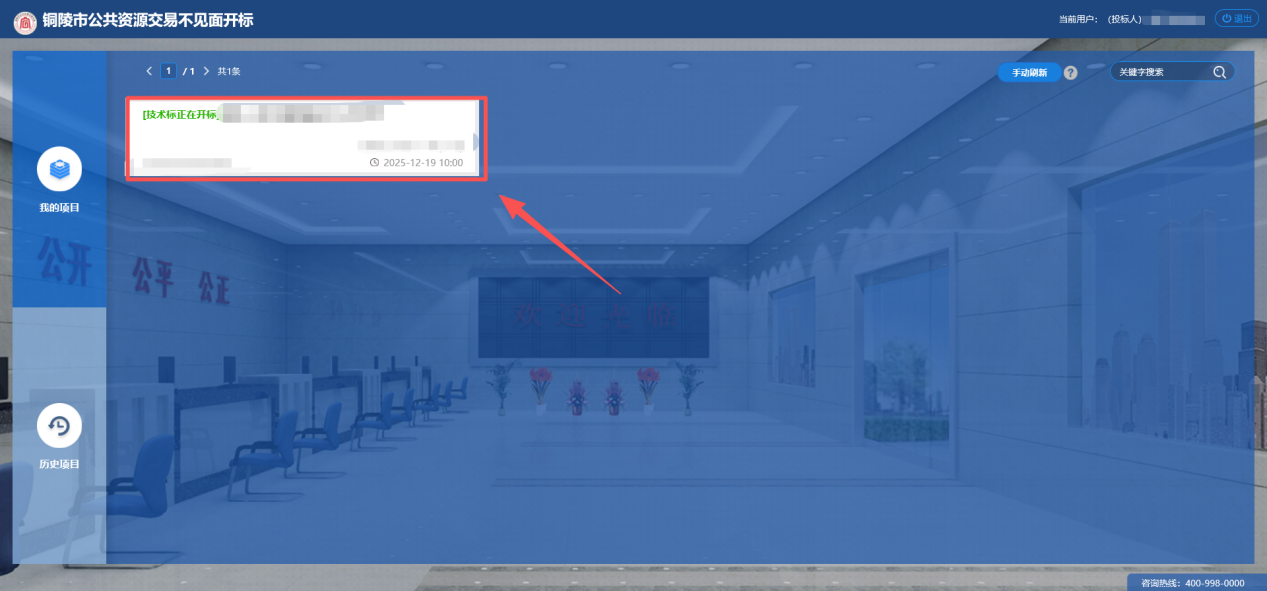 铜陵市公共资源交易不见面开标
当前用户： (投标人)
退出
1 / 1 共1条
手动刷新 ?
关键字搜索
[技术标正在开标]
2025-12-19 10:00
我的项目
公开
公平 公正
欢迎光临
历史项目
咨询热线：400-998-0000